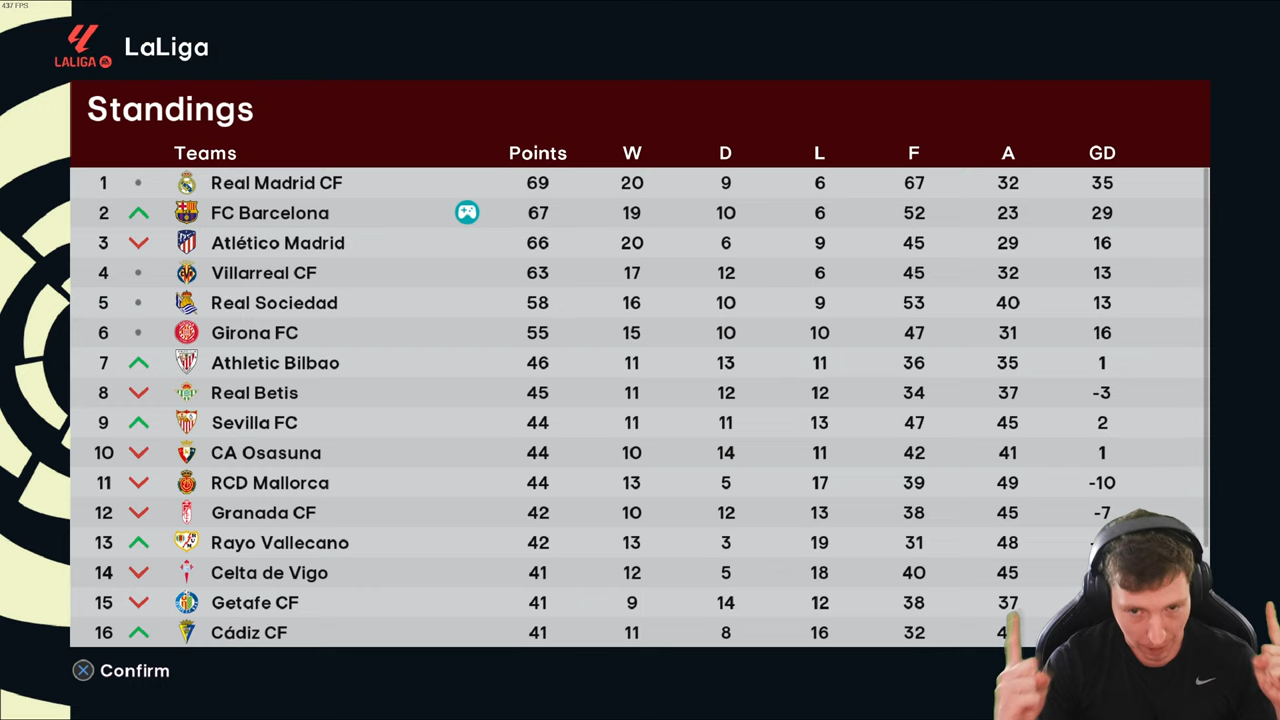 437 FPS
LALIGA LaLiga
Standings
Teams Points W D L F A GD
1 Real Madrid CF 69 20 9 6 67 32 35
2 FC Barcelona 67 19 10 6 52 23 29
3 Atlético Madrid 66 20 6 9 45 29 16
4 Villarreal CF 63 17 12 6 45 32 13
5 Real Sociedad 58 16 10 9 53 40 13
6 Girona FC 55 15 10 10 47 31 16
7 Athletic Bilbao 46 11 13 11 36 35 1
8 Real Betis 45 11 12 12 34 37 -3
9 Sevilla FC 44 11 11 13 47 45 2
10 CA Osasuna 44 10 14 11 42 41 1
11 RCD Mallorca 44 13 5 17 39 49 -10
12 Granada CF 42 10 12 13 38 45 -7
13 Rayo Vallecano 42 13 3 19 31 48
14 Celta de Vigo 41 12 5 18 40 45
15 Getafe CF 41 9 14 12 38 37
16 Cádiz CF 41 11 8 16 32
Confirm